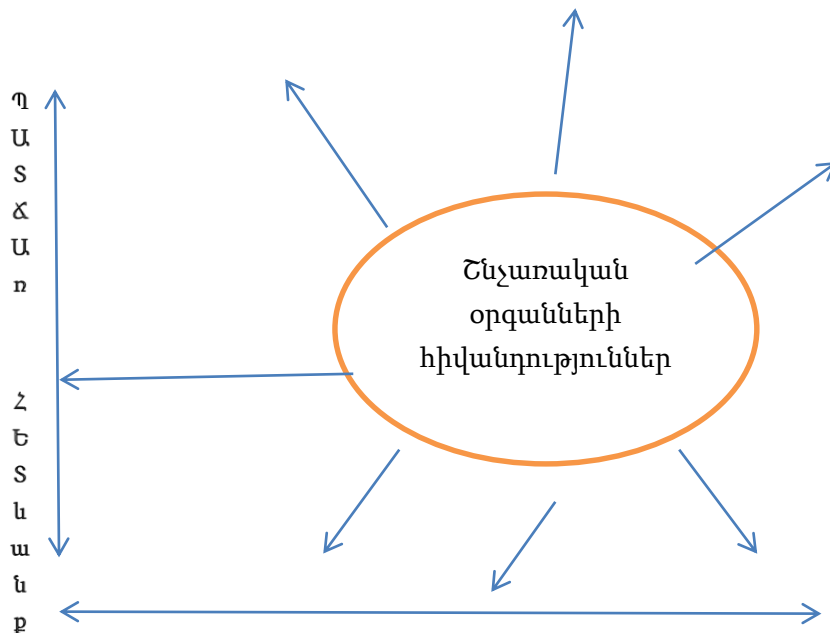 Պ
Ա
Տ
Ճ
Ա
ռ
Հ
Ե
Տ
և
ա
ն
ք
Շնչառական
օրգանների
հիվանդություններ